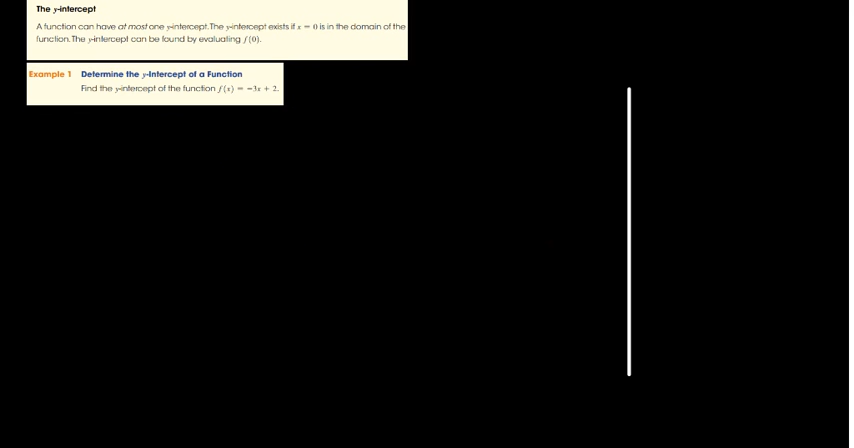 The y-intercept
A function can have at most one y-intercept. The y-intercept exists if x = 0 is in the domain of the
function. The y-intercept can be found by evaluating f(0).
Example 1 Determine the y-Intercept of a Function
Find the y-intercept of the function f(x) = −3x + 2.